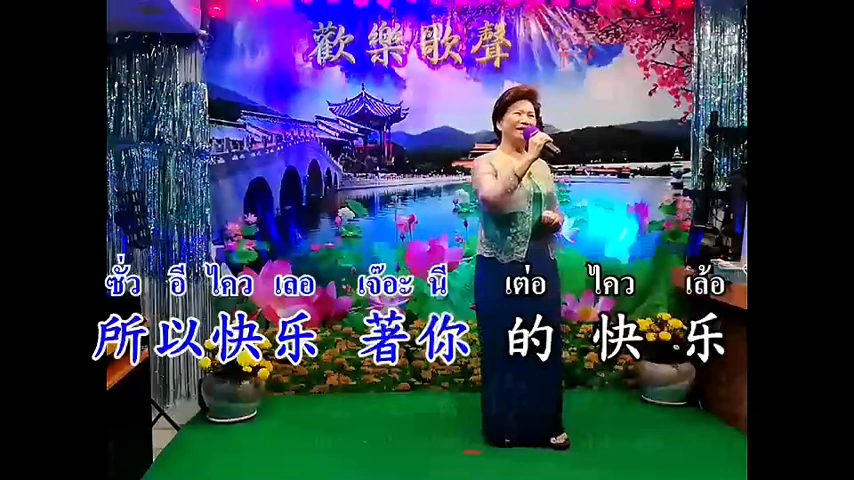 歡樂歌聲
ซั่ว อี ไคว เลอ เจ๊อะ นี เต่อ ไคว เล้อ
所以快乐著你的快乐